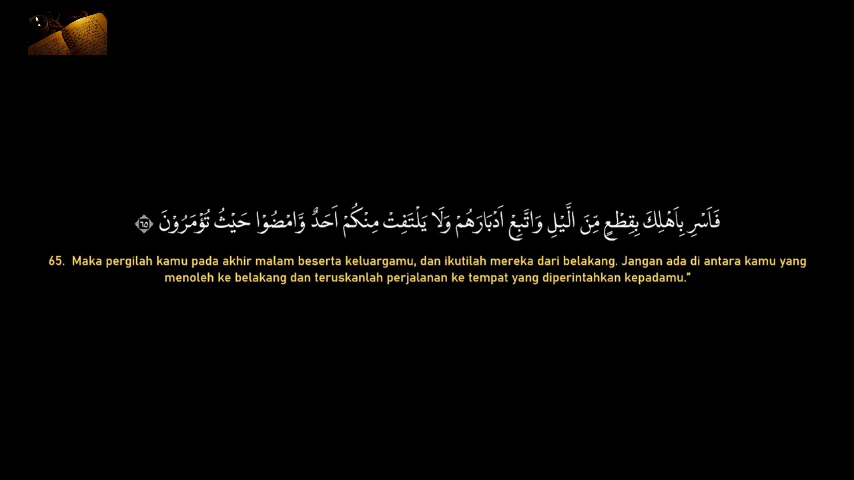 فَاَسْرِ بِاَهْلِكَ بِقِطْعٍ مِّنَ الَّيْلِ وَاتَّبِعْ اَدْبَارَهُمْ وَلَا يَلْتَفِتْ مِنْكُمْ اَحَدٌ وَّامْضُوْا حَيْثُ تُؤْمَرُوْنَ ٦٥
65. Maka pergilah kamu pada akhir malam beserta keluargamu, dan ikutilah mereka dari belakang. Jangan ada di antara kamu yang
menoleh ke belakang dan teruskanlah perjalanan ke tempat yang diperintahkan kepadamu."